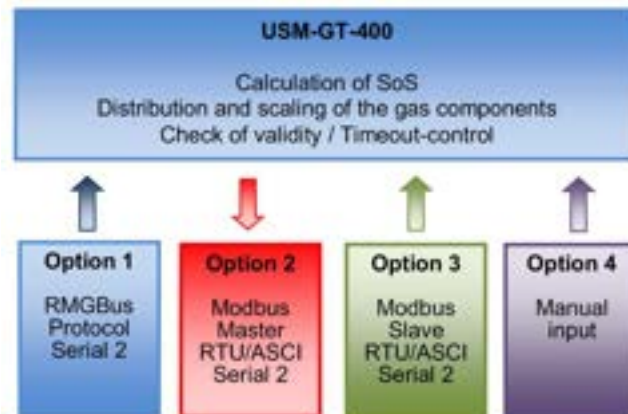 USM-GT-400
Calculation of SoS
Distribution and scaling of the gas components
Check of validity / Timeout-control
Option 1
RMGBus
Protocol
Serial 2
Option 2
Modbus
Master
RTU/ASCI
Serial 2
Option 3
Modbus
Slave
RTU/ASCI
Serial 2
Option 4
Manual
input